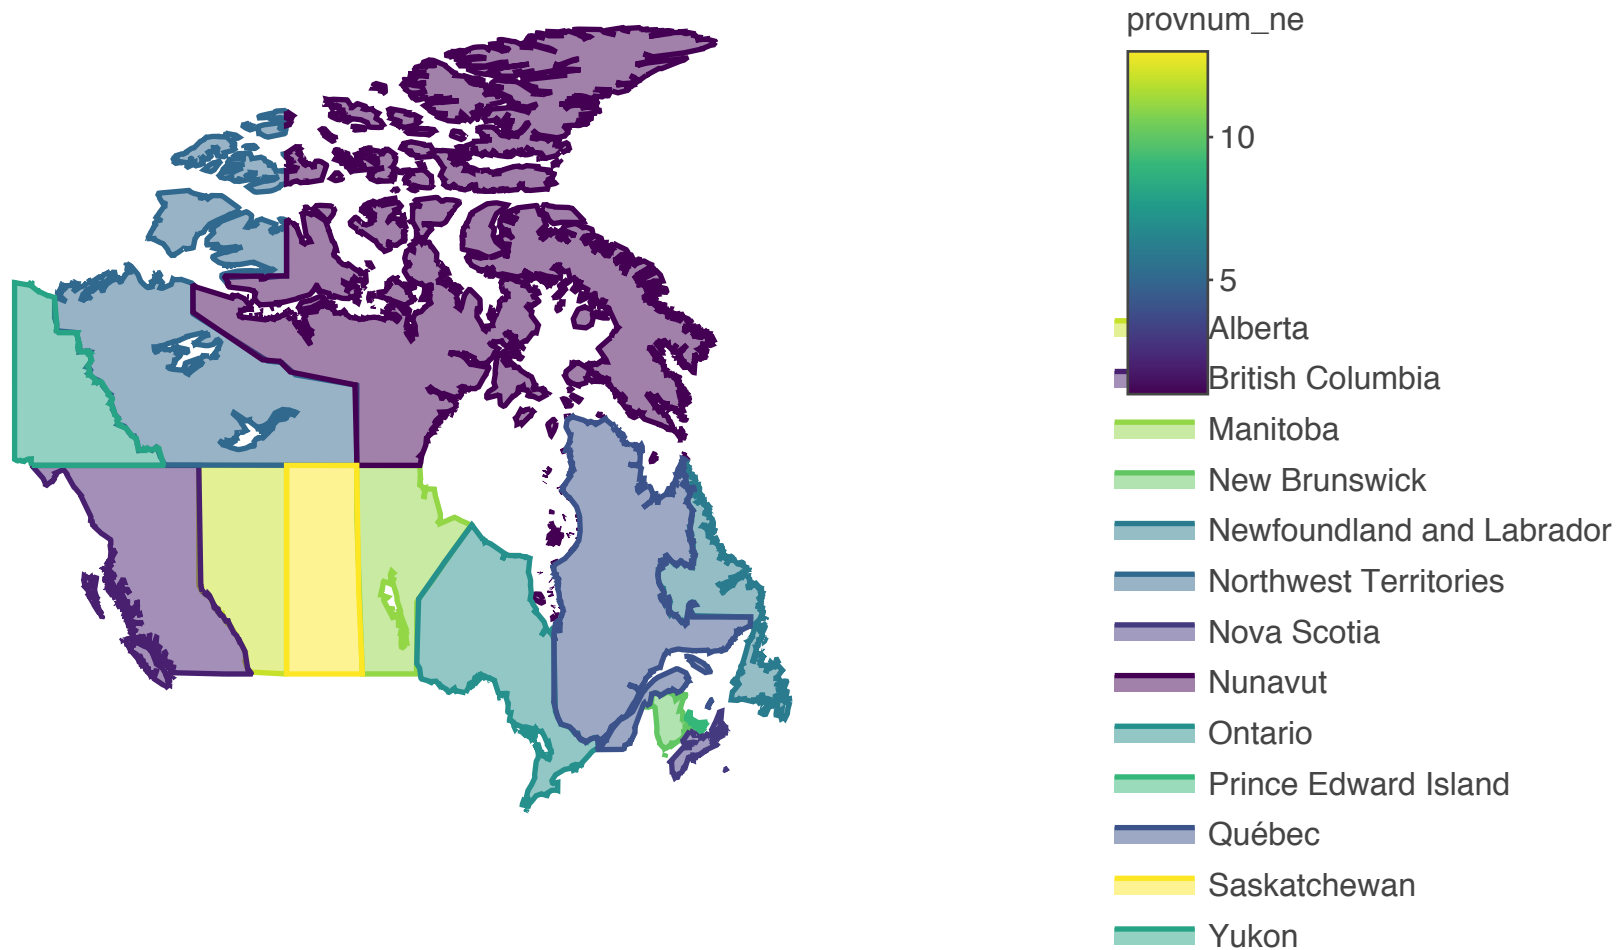 provnum_ne
10
5
Alberta
British Columbia
Manitoba
New Brunswick
Newfoundland and Labrador
Northwest Territories
Nova Scotia
Nunavut
Ontario
Prince Edward Island
Québec
Saskatchewan
Yukon